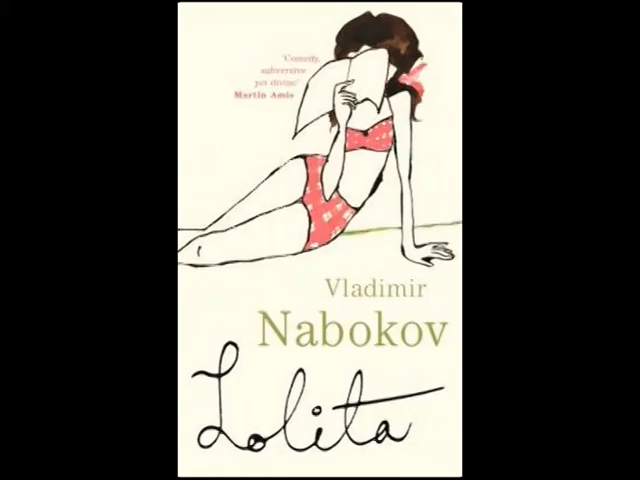 'Comedy,
subversive
yet divine'
Martin Amis
Vladimir
Nabokov
Lolita